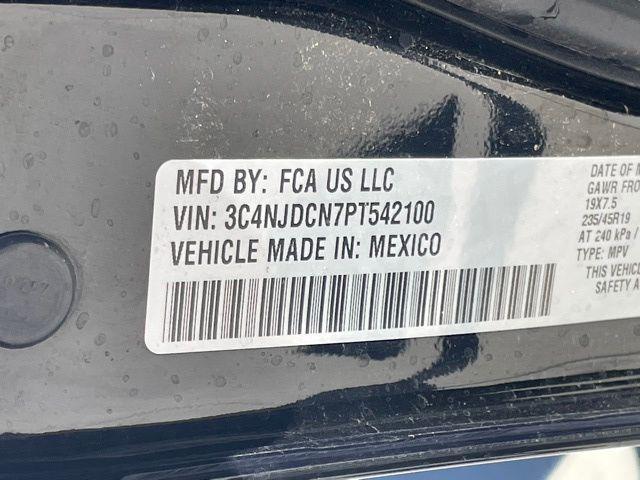 MFD BY: FCA US LLC
VIN: 3C4NJDCN7PT542100
VEHICLE MADE IN: MEXICO
DATE OF M
GAWR FRO
19X7.5
235/45R19
AT 240 kPa /
TYPE: MPV
THIS VEHIC
SAFETY A